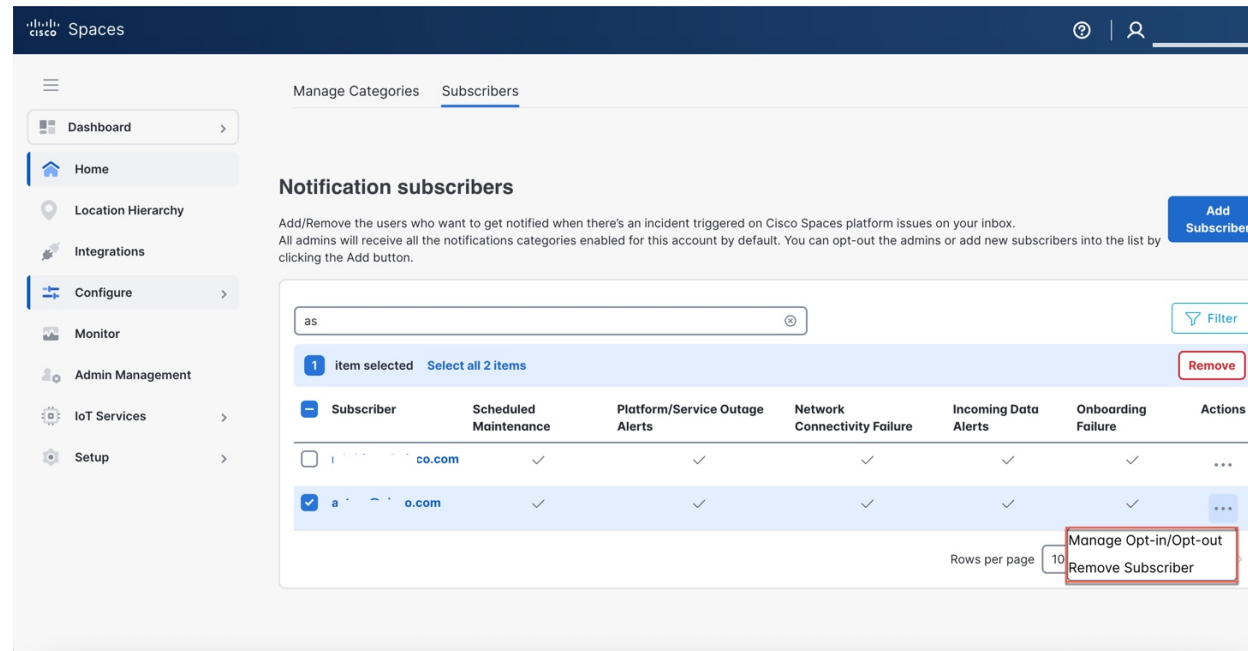 cisco Spaces
Manage Categories Subscribers
Dashboard
Home
Location Hierarchy
Integrations
Configure
Monitor
Admin Management
IoT Services
Setup
Notification subscribers
Add/Remove the users who want to get notified when there's an incident triggered on Cisco Spaces platform issues on your inbox.
All admins will receive all the notifications categories enabled for this account by default. You can opt-out the admins or add new subscribers into the list by
clicking the Add button.
Add
Subscriber
as
Filter
1 item selected Select all 2 items
Remove
Subscriber Scheduled Maintenance Platform/Service Outage Alerts Network Connectivity Failure Incoming Data Alerts Onboarding Failure Actions
co.com
a o.com
Manage Opt-in/Opt-out
Remove Subscriber
Rows per page 10